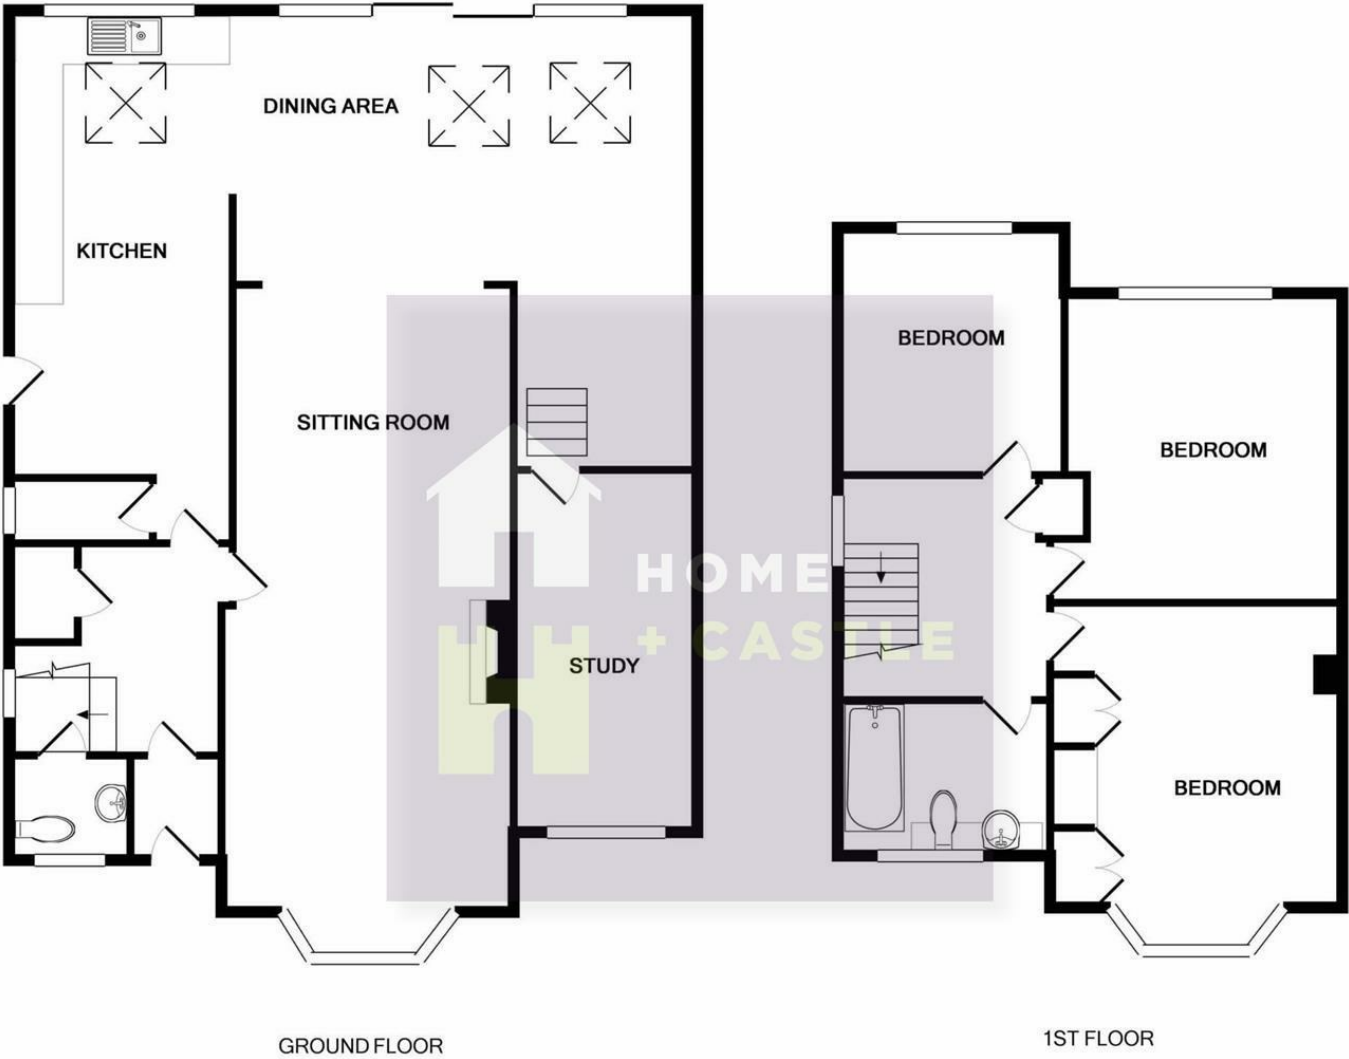 DINING AREA
KITCHEN
SITTING ROOM
STUDY
BEDROOM
BEDROOM
BEDROOM
HOME
+ CASTLE
GROUND FLOOR
1ST FLOOR